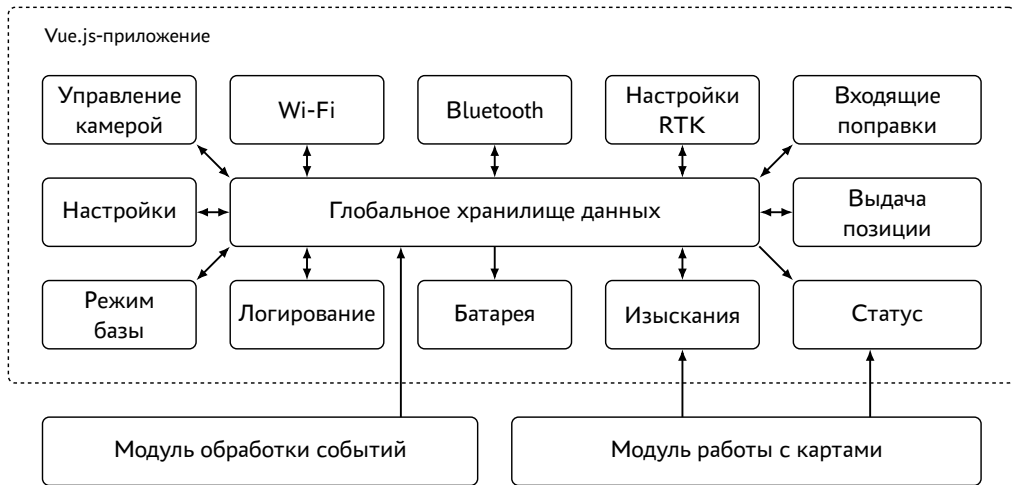 Vue.js-приложение
Управление
камерой
Wi-Fi
Bluetooth
Настройки
RTK
Входящие
поправки
Настройки
Глобальное хранилище данных
Выдача
позиции
Режим
базы
Логирование
Батарея
Изыскания
Статус
Модуль обработки событий
Модуль работы с картами